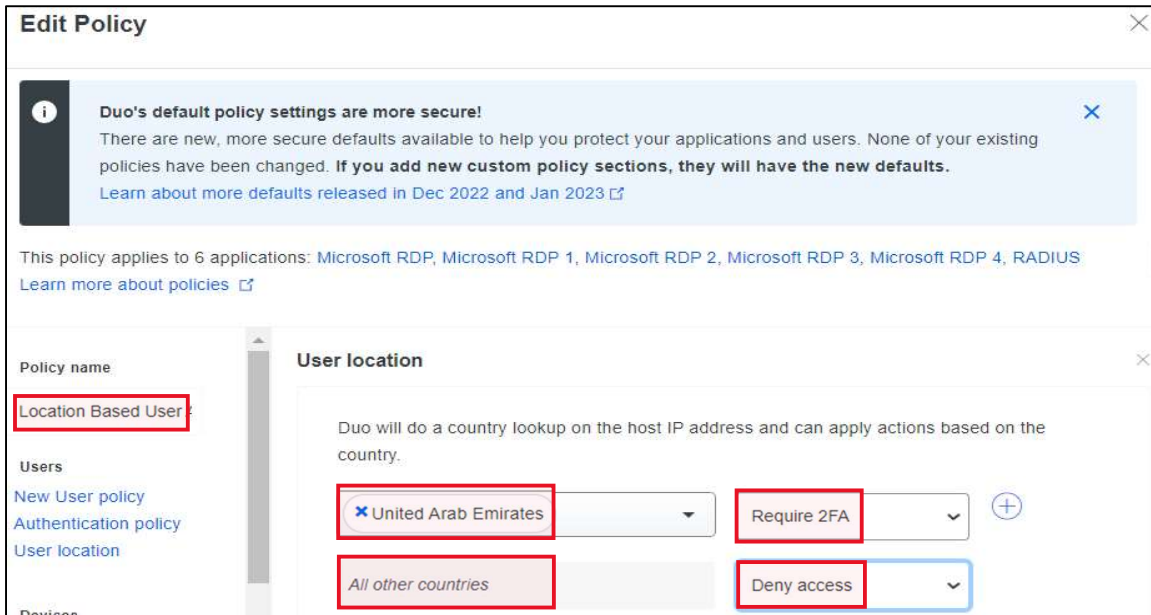 Edit Policy
Duo's default policy settings are more secure!
There are new, more secure defaults available to help you protect your applications and users. None of your existing
policies have been changed. If you add new custom policy sections, they will have the new defaults.
Learn about more defaults released in Dec 2022 and Jan 2023
This policy applies to 6 applications: Microsoft RDP, Microsoft RDP 1, Microsoft RDP 2, Microsoft RDP 3, Microsoft RDP 4, RADIUS
Learn more about policies
Policy name
Location Based User
Users
New User policy
Authentication policy
User location
Devices
User location
Duo will do a country lookup on the host IP address and can apply actions based on the
country.
United Arab Emirates
Require 2FA
All other countries
Deny access